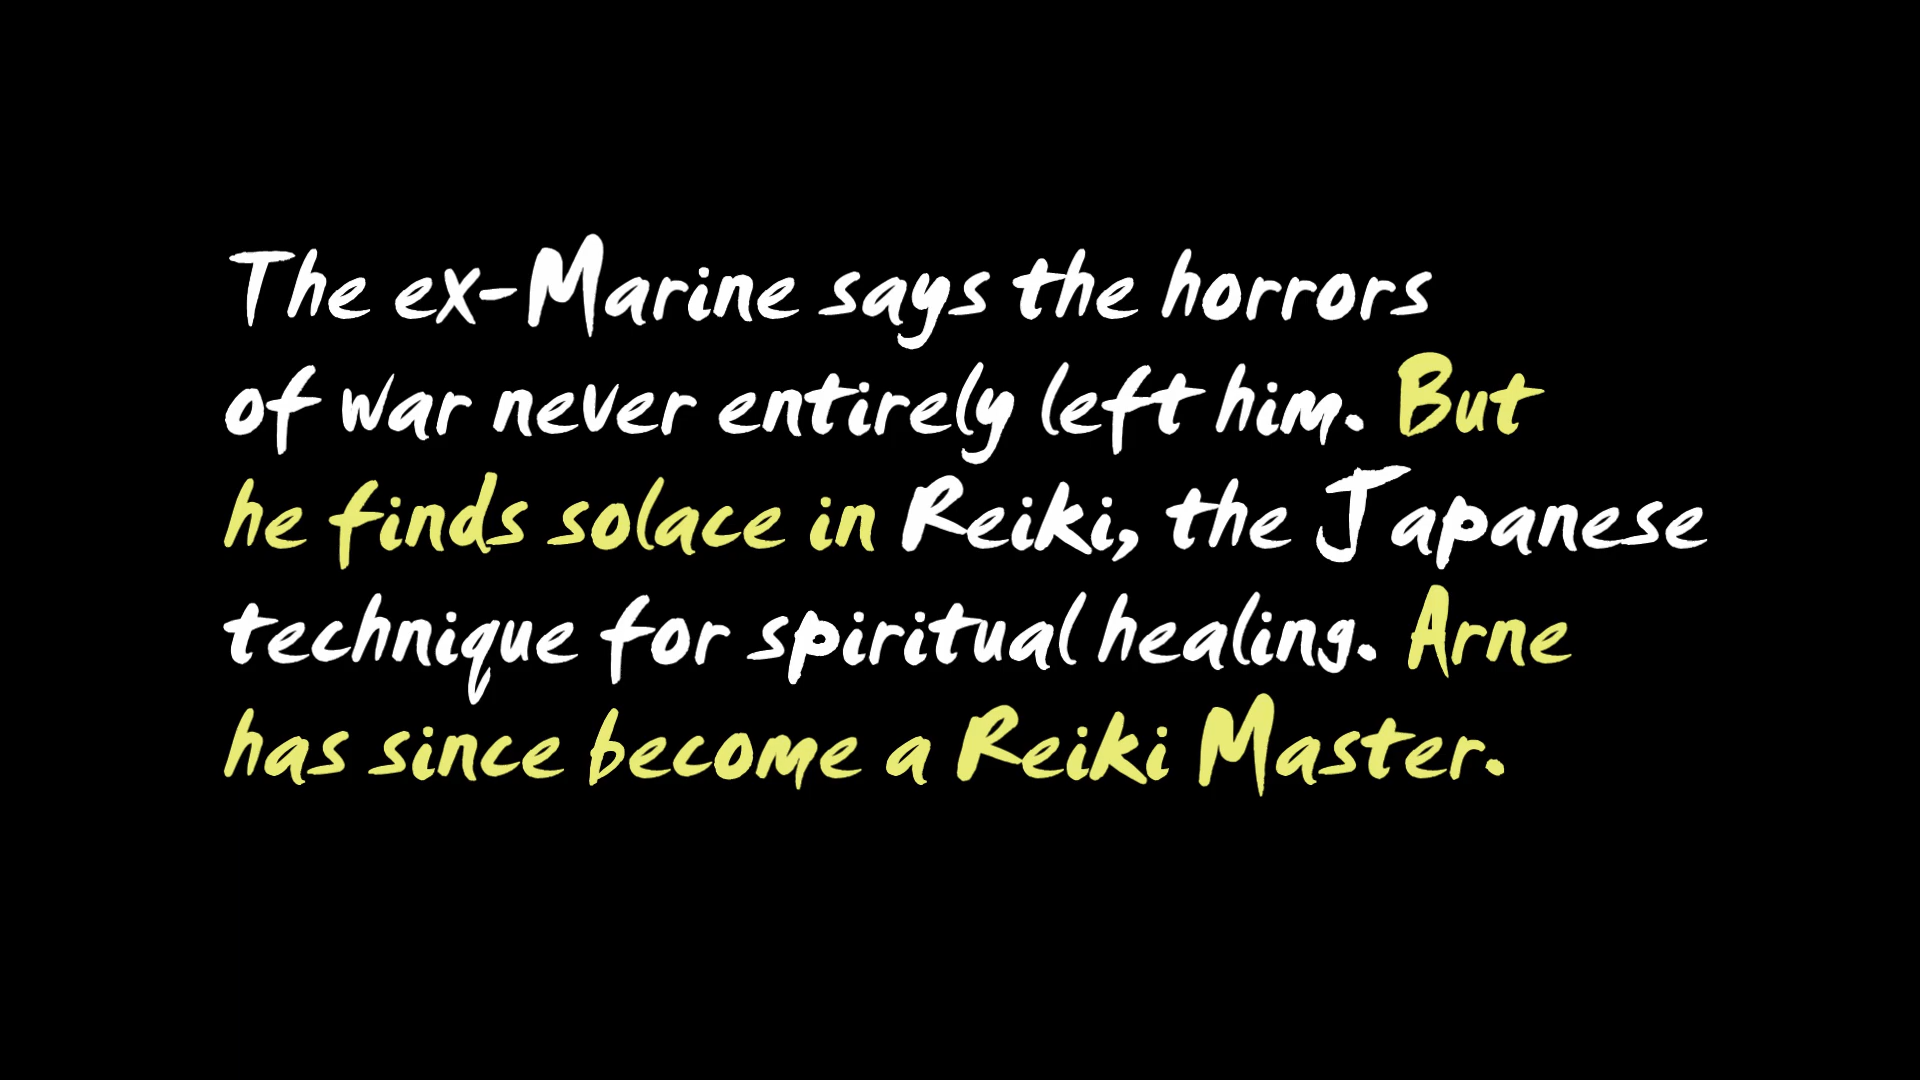 The ex-Marine says the horrors
of war never entirely left him. But
he finds solace in Reiki, the Japanese
technique for spiritual healing. Arne
has since become a Reiki Master.